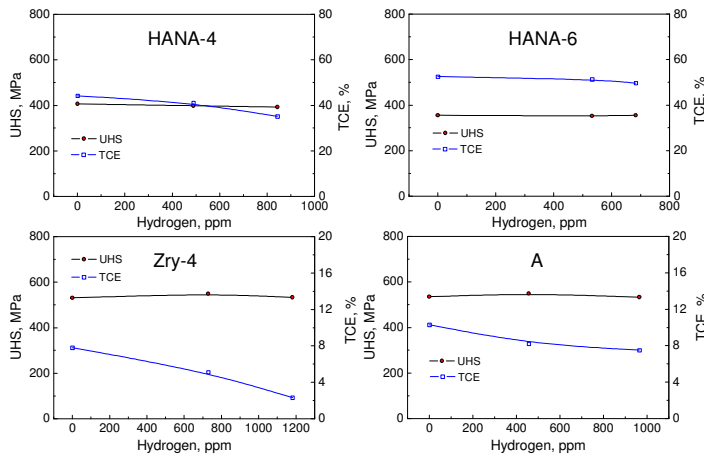 HANA-4
800
600
400
200
0
UHS, MPa
80
60
40
20
0
TCE, %
UHS
TCE
0 200 400 600 800 1000
Hydrogen, ppm
HANA-6
800
600
400
200
0
UHS, MPa
80
60
40
20
0
TCE, %
UHS
TCE
0 200 400 600 800
Hydrogen, ppm
Zry-4
800
600
400
200
0
UHS, MPa
20
16
12
8
4
0
TCE, %
UHS
TCE
0 200 400 600 800 1000 1200
Hydrogen, ppm
A
800
600
400
200
0
UHS, MPa
20
16
12
8
4
0
TCE, %
UHS
TCE
0 200 400 600 800 1000
Hydrogen, ppm